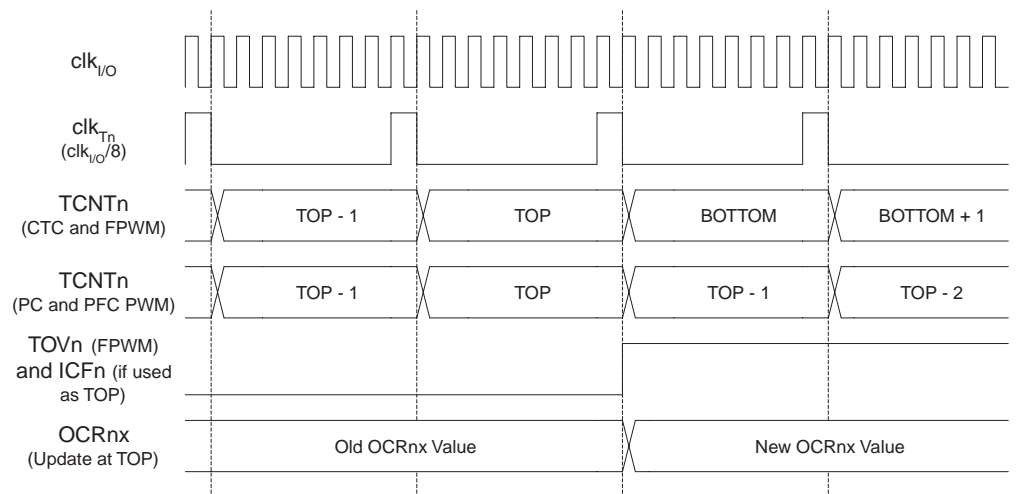 clkI/O
clkTn
(clkI/O/8)
TCNTn
(CTC and FPWM)
TOP - 1
TOP
BOTTOM
BOTTOM + 1
TCNTn
(PC and PFC PWM)
TOP - 1
TOP
TOP - 1
TOP - 2
TOVn (FPWM)
and ICFn (if used
as TOP)
OCRnx
(Update at TOP)
Old OCRnx Value
New OCRnx Value